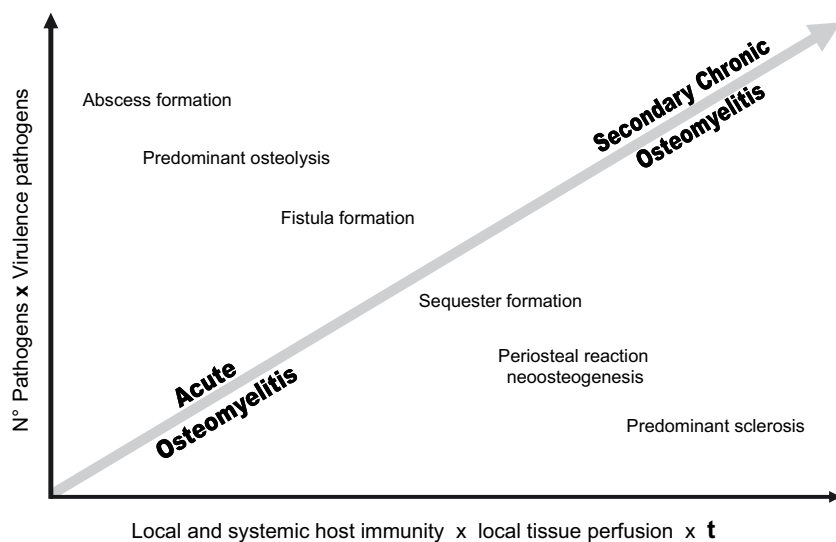 Secondary Chronic
Osteomyelitis
Abscess formation
Predominant osteolysis
Fistula formation
Sequester formation
Periosteal reaction
neoosteogenesis
Acute
Osteomyelitis
Predominant sclerosis
N° Pathogens x Virulence pathogens
Local and systemic host immunity x local tissue perfusion x t